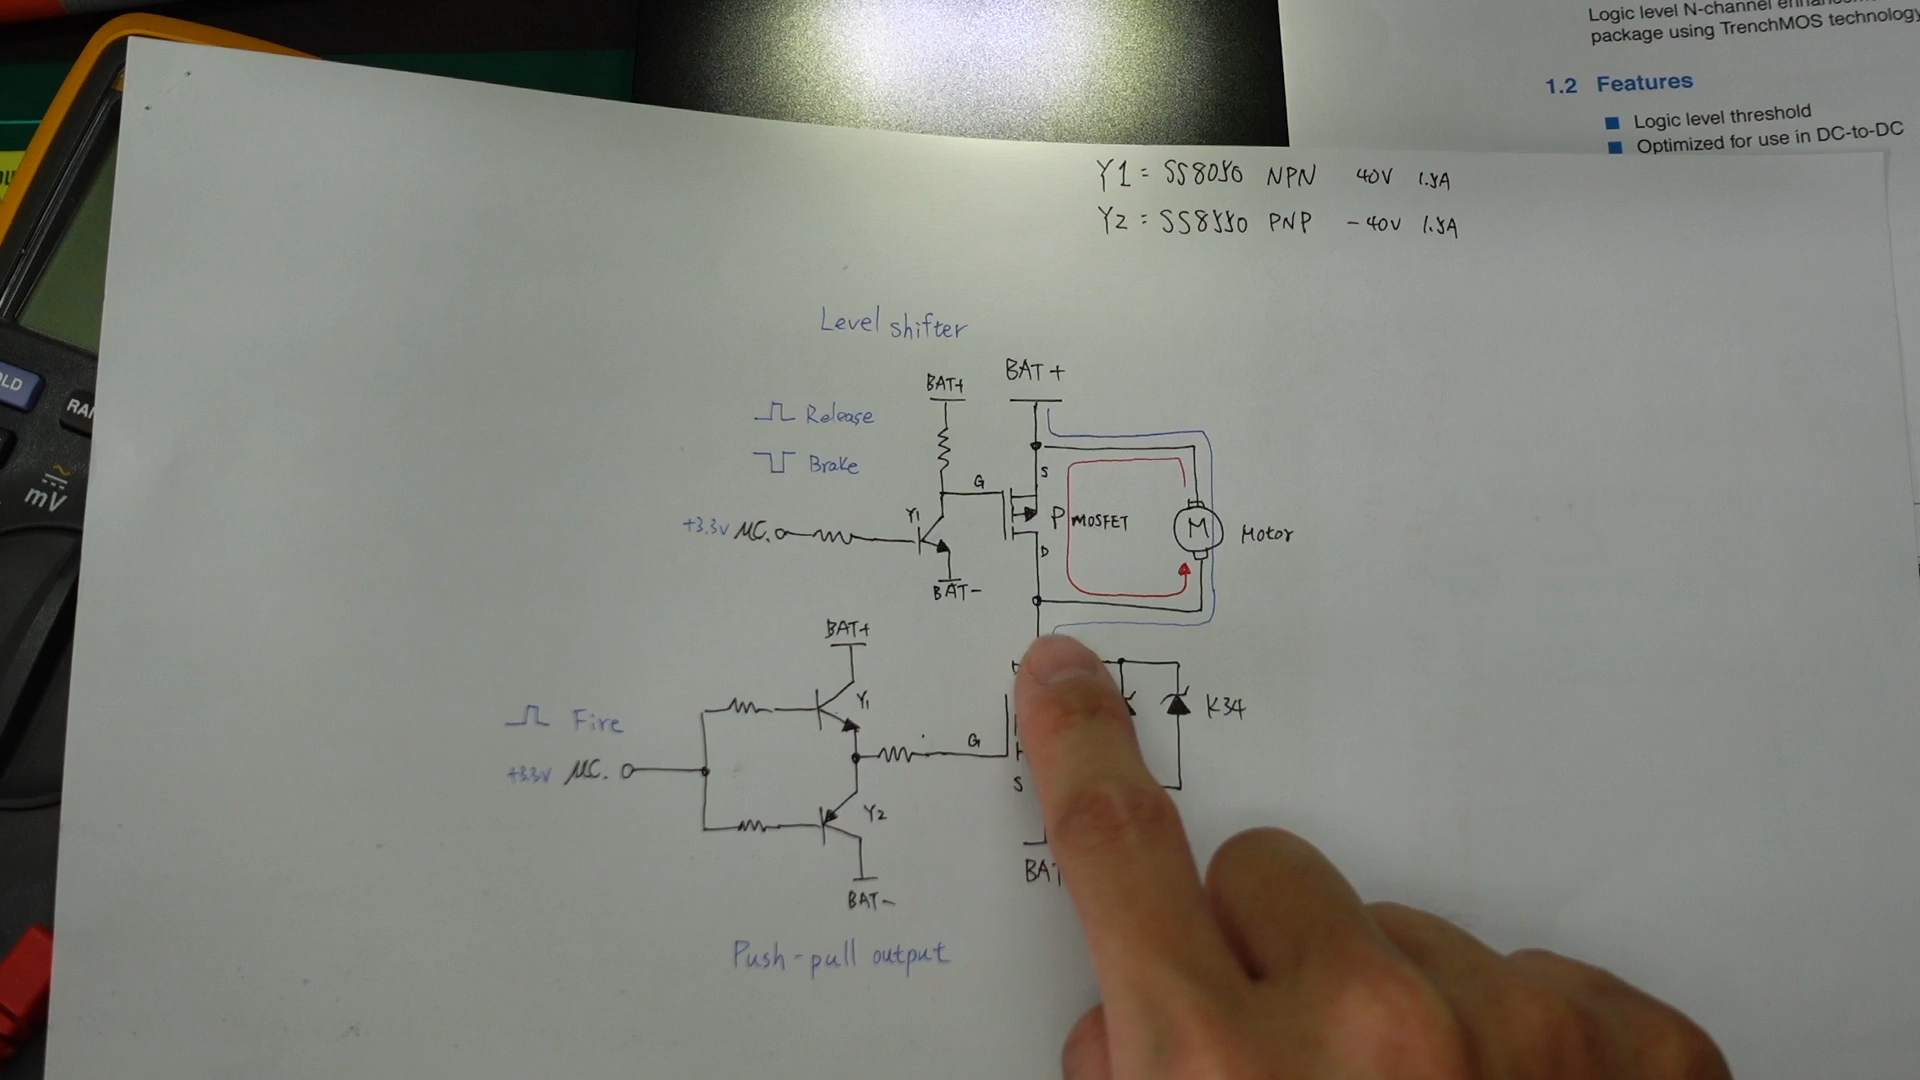 Logic level N-channel
package using TrenchMOS technology
1.2 Features
Logic level threshold
Optimized for use in DC-to-DC
Y1 = SS8050 NPN 40V 1.5A
Y2 = SS8550 PNP -40V 1.5A
Level shifter
BAT+
BAT+
Release
Brake
S
G
+3.3V MC.
Y1
P MOSFET
M
Motor
D
BAT-
BAT+
Y1
K34
Fire
G
+3.3V MC.
S
Y2
BAT-
Push-pull output
mV